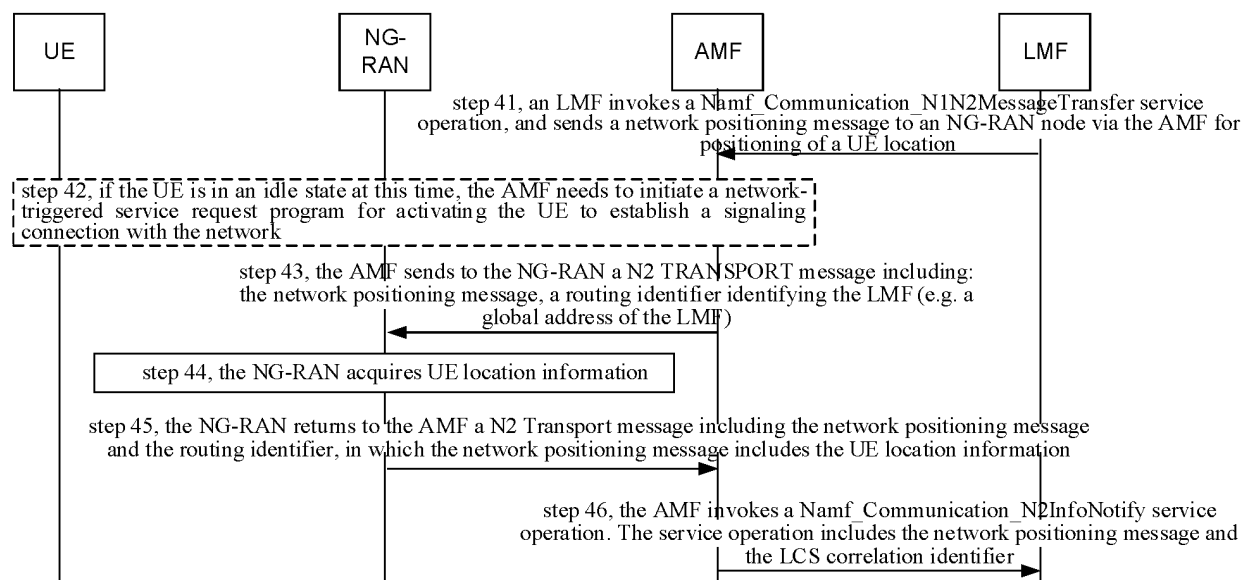 UE
NG-
RAN
AMF
LMF
step 41, an LMF invokes a Namf_Communication_N1N2MessageTransfer service
operation, and sends a network positioning message to an NG-RAN node via the AMF for
positioning of a UE location
step 42, if the UE is in an idle state at this time, the AMF needs to initiate a network-
triggered service request program for activating the UE to establish a signaling
connection with the network
step 43, the AMF sends to the NG-RAN a N2 TRANSPORT message including:
the network positioning message, a routing identifier identifying the LMF (e.g. a
global address of the LMF)
step 44, the NG-RAN acquires UE location information
step 45, the NG-RAN returns to the AMF a N2 Transport message including the network positioning message
and the routing identifier, in which the network positioning message includes the UE location information
step 46, the AMF invokes a Namf_Communication_N2InfoNotify service
operation. The service operation includes the network positioning message and
the LCS correlation identifier